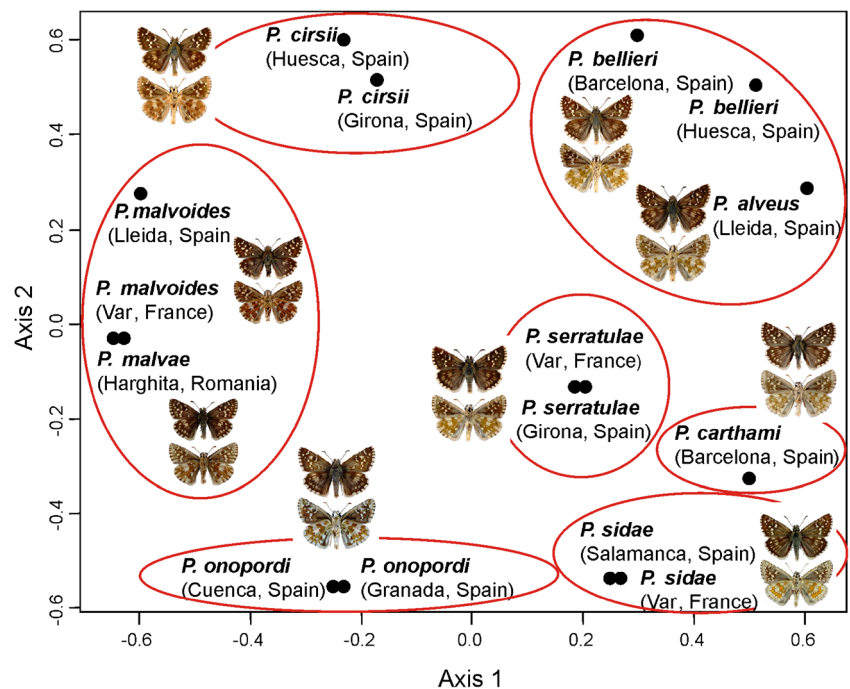 0.6
0.4
0.2
0.0
-0.2
-0.4
-0.6
Axis 2
P. cirsii
(Huesca, Spain)
P. cirsii
(Girona, Spain)
P. bellieri
(Barcelona, Spain)
P. bellieri
(Huesca, Spain)
P. alveus
(Lleida, Spain)
P. malvoides
(Lleida, Spain
P. malvoides
(Var, France)
P. malvae
(Harghita, Romania)
P. serratulae
(Var, France)
P. serratulae
(Girona, Spain)
P. carthami
(Barcelona, Spain)
P. onopordi
(Cuenca, Spain)
P. onopordi
(Granada, Spain)
P. sidae
(Salamanca, Spain)
P. sidae
(Var, France)
-0.6
-0.4
-0.2
0.0
0.2
0.4
0.6
Axis 1